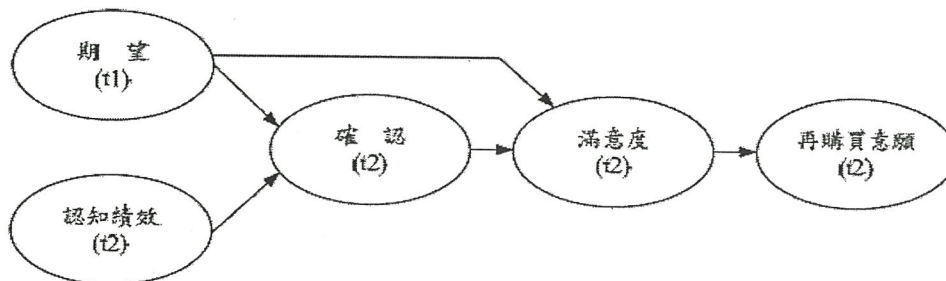 期 望
(t1)
確 認
(t2)
滿意度
(t2)
再購買意願
(t2)
認知績效
(t2)